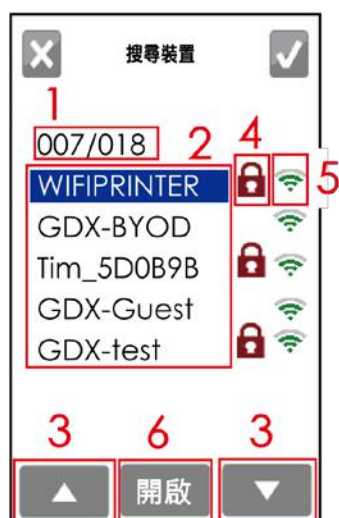 搜尋裝置
1
007/018 2 4
WIFIPRINTER 5
GDX-BYOD
Tim_5D0B9B
GDX-Guest
GDX-test
3 6 3
開啟